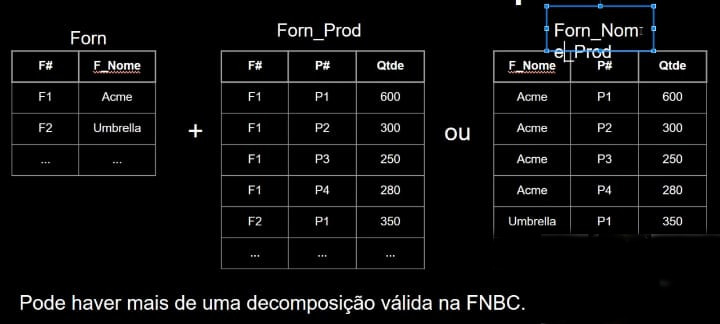 Forn
F# F_Nome
F1 Acme
F2 Umbrella
... ...
+
Forn_Prod
F# P# Qtde
F1 P1 600
F1 P2 300
F1 P3 250
F1 P4 280
F2 P1 350
... ... ...
ou
Forn_Nom
e_Prod
F_Nome P# Qtde
Acme P1 600
Acme P2 300
Acme P3 250
Acme P4 280
Umbrella P1 350
Pode haver mais de uma decomposição válida na FNBC.